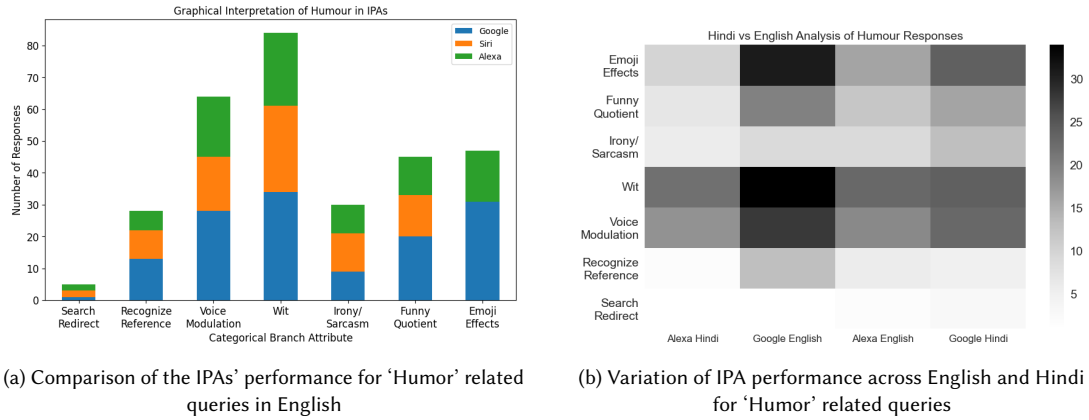 Graphical Interpretation of Humour in IPAs
Google
Siri
Alexa
Number of Responses
80
70
60
50
40
30
20
10
0
Search
Redirect
Recognize
Reference
Voice
Modulation
Wit
Irony/
Sarcasm
Funny
Quotient
Emoji
Effects
Categorical Branch Attribute
(a) Comparison of the IPAs' performance for ‘Humor’ related
queries in English
Hindi vs English Analysis of Humour Responses
Emoji
Effects
Funny
Quotient
Irony/
Sarcasm
Wit
Voice
Modulation
Recognize
Reference
Search
Redirect
Alexa Hindi
Google English
Alexa English
Google Hindi
30
25
20
15
10
5
(b) Variation of IPA performance across English and Hindi
for ‘Humor’ related queries